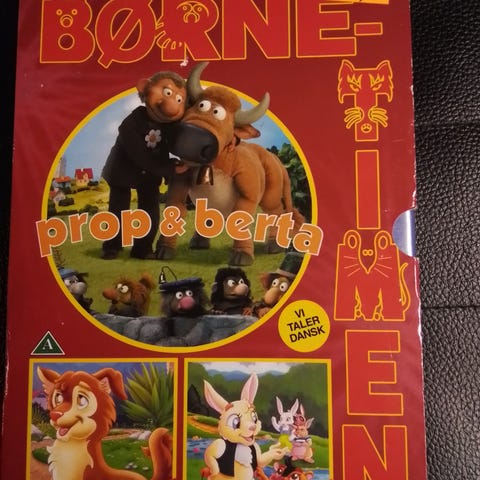 BØRNE-
TIMEN
prop & berta
VI
TALER
DANSK
A